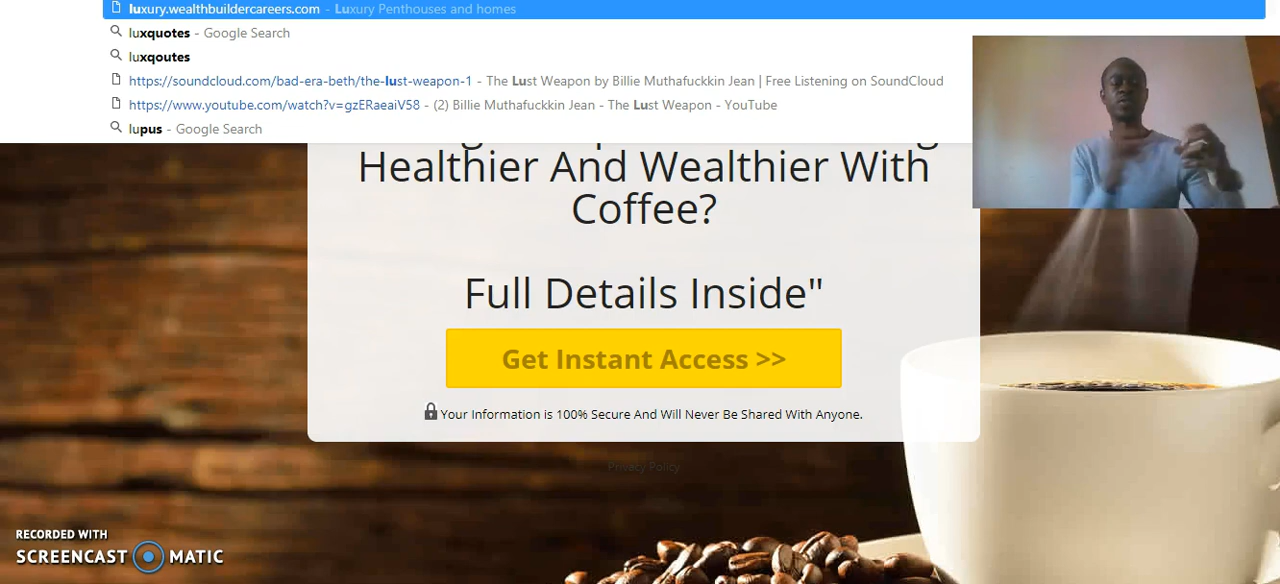 luxury.wealthbuildercareers.com - Luxury Penthouses and homes
luxquotes - Google Search
luxqoutes
https://soundcloud.com/bad-era-beth/the-lust-weapon-1 - The Lust Weapon by Billie Muthafuckkin Jean | Free Listening on SoundCloud
https://www.youtube.com/watch?v=gzERaeaiV58 - (2) Billie Muthafuckkin Jean - The Lust Weapon - YouTube
lupus - Google Search
Healthier And Wealthier With
Coffee?
Full Details Inside"
Get Instant Access >>
Your Information is 100% Secure And Will Never Be Shared With Anyone.
Privacy Policy
RECORDED WITH
SCREENCAST MATIC